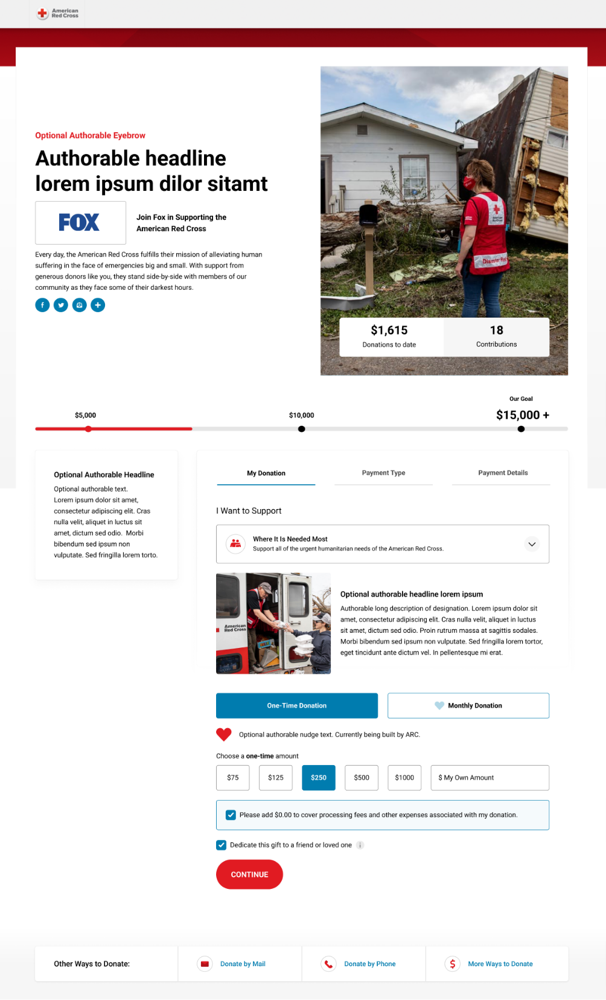 American
Red Cross
Optional Authorable Eyebrow
Authorable headline
lorem ipsum dilor sitamt
FOX
Join Fox in Supporting the
American Red Cross
Every day, the American Red Cross fulfills their mission of alleviating human
suffering in the face of emergencies big and small. With support from
generous donors like you, they stand side-by-side with members of our
community as they face some of their darkest hours.
American
Red Cross
$1,615
Donations to date
18
Contributions
$5,000
$10,000
Our Goal
$15,000 +
Optional Authorable Headline
Optional authorable text.
Lorem ipsum dolor sit amet,
consectetur adipiscing elit. Cras
nulla velit, aliquet in luctus sit
amet, dictum sed odio.  Morbi
bibendum sed ipsum non
vulputate. Sed fringilla lorem torto.
My Donation
Payment Type
Payment Details
I Want to Support
Where It Is Needed Most
Support all of the urgent humanitarian needs of the American Red Cross.
American
Red Cross
Optional authorable headline lorem ipsum
Authorable long description of designation. Lorem ipsum dolor sit
amet, consectetur adipiscing elit. Cras nulla velit, aliquet in luctus
sit amet, dictum sed odio. Proin rutrum massa at sagittis sodales.
Morbi bibendum sed ipsum non vulputate. Sed fringilla lorem tortor,
eget tincidunt ante dictum vel. In pellentesque mi erat.
One-Time Donation
Monthly Donation
Optional authorable nudge text. Currently being built by ARC.
Choose a one-time amount
$75
$125
$250
$500
$1000
$ My Own Amount
Please add $0.00 to cover processing fees and other expenses associated with my donation.
Dedicate this gift to a friend or loved one
CONTINUE
Other Ways to Donate:
Donate by Mail
Donate by Phone
More Ways to Donate